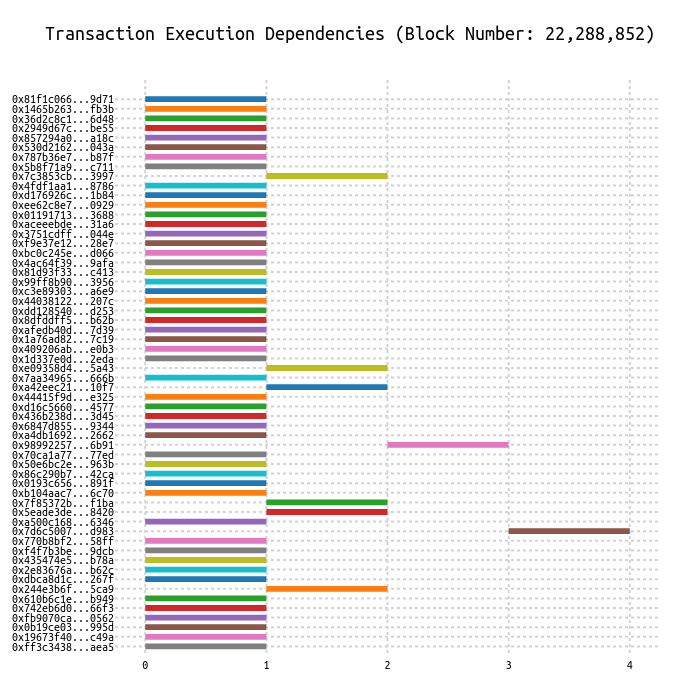 Transaction Execution Dependencies (Block Number: 22,288,852)
0x81f1c066...9d71
0x1465b263...fb3b
0x36d2c8c1...6d48
0x2949d67c...be55
0x857294a0...a18c
0x530d2162...043a
0x787b36e7...b87f
0x5b8f71a9...c711
0x7c3853cb...3997
0x4fdf1aa1...8786
0xd176926c...1b84
0xee62c8e7...0929
0x01191713...3688
0xaceeebde...31a6
0x3751cdff...044e
0xf9e37e12...28e7
0xbc0c245e...d066
0x4ac64f39...9afa
0x81d93f33...c413
0x99ff8b90...3956
0xc3e89303...a6e9
0x44038122...207c
0xdd128540...d253
0x8dfddff5...b62b
0xafedb40d...7d39
0x1a76ad82...7c19
0x409206ab...e0b3
0x1d337e0d...2eda
0xe09358d4...5a43
0x7aa34965...666b
0xa42eec21...10f7
0x44415f9d...e325
0xd16c5660...4577
0x436b238d...3d45
0x6847d855...9344
0xa4db1692...2662
0x98992257...6b91
0x70ca1a77...77ed
0x50e6bc2e...963b
0x86c290b7...42ca
0x0193c656...891f
0xb104aac7...6c70
0x7f85372b...f1ba
0x5eade3de...8420
0xa500c168...6346
0x7d6c5007...d983
0x770b8bf2...58ff
0xf4f7b3be...9dcb
0x435474e5...b78a
0x2e83676a...b62c
0xdbca8d1c...267f
0x244e3b6f...5ca9
0x610b6c1e...b949
0x742eb6d0...66f3
0xfb9070ca...0562
0x0b19ce03...995d
0x19673f40...c49a
0xff3c3438...aea5
0 1 2 3 4